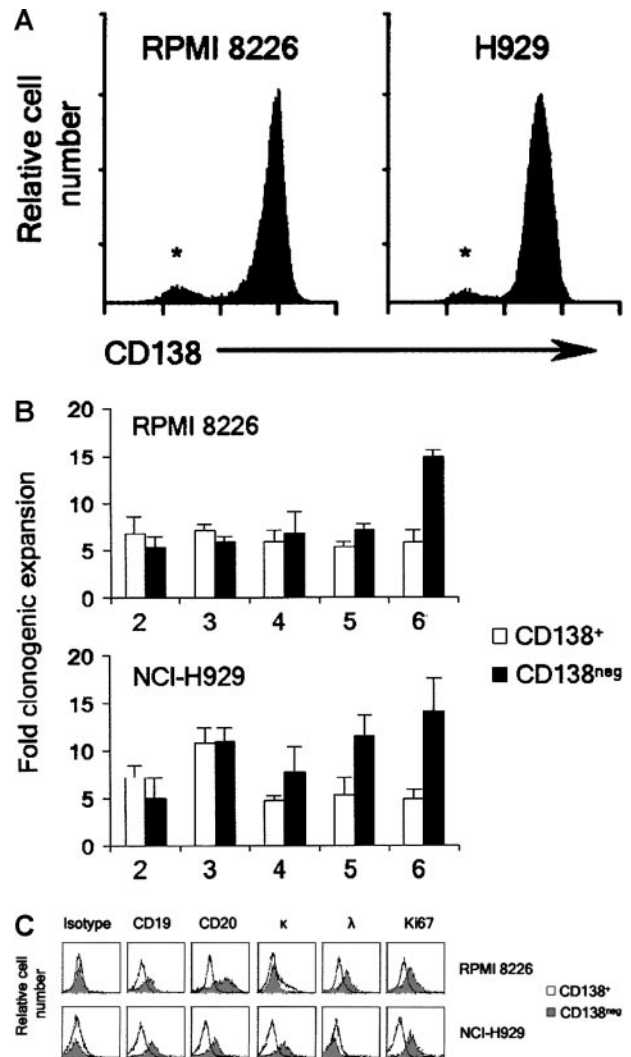 A
RPMI 8226
H929
Relative cell
number
*
*
CD138
B
RPMI 8226
20
15
10
5
0
2 3 4 5 6
NCI-H929
20
15
10
5
0
2 3 4 5 6
Fold clonogenic expansion
CD138+
CD138neg
C
Isotype CD19 CD20 κ λ Ki67
Relative cell
number
RPMI 8226
NCI-H929
CD138+
CD138neg